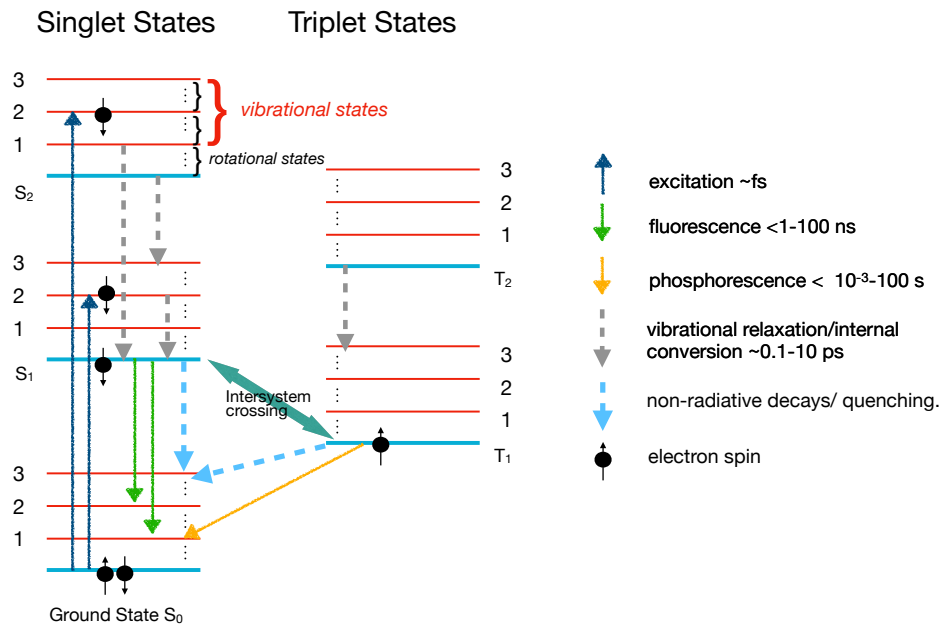 Singlet States
Triplet States
3
2
1
S₂
vibrational states
rotational states
3
2
1
S₁
3
2
1
Ground State S₀
3
2
1
T₂
3
2
1
T₁
Intersystem
crossing
excitation ~fs
fluorescence <1-100 ns
phosphorescence < 10⁻³-100 s
vibrational relaxation/internal
conversion ~0.1-10 ps
non-radiative decays/ quenching.
electron spin